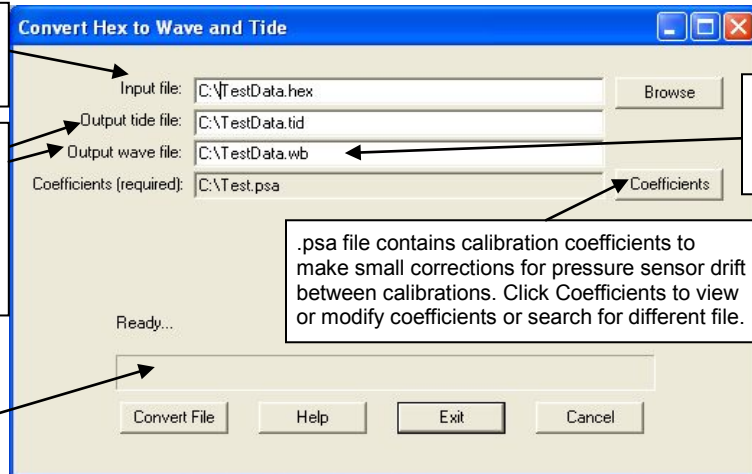 Convert Hex to Wave and Tide
Input file: C:\TestData.hex Browse
Output tide file: C:\TestData.tid
Output wave file: C:\TestData.wb
Coefficients (required): C:\Test.psa Coefficients
.psa file contains calibration coefficients to
make small corrections for pressure sensor drift
between calibrations. Click Coefficients to view
or modify coefficients or search for different file.
Ready...
Convert File Help Exit Cancel